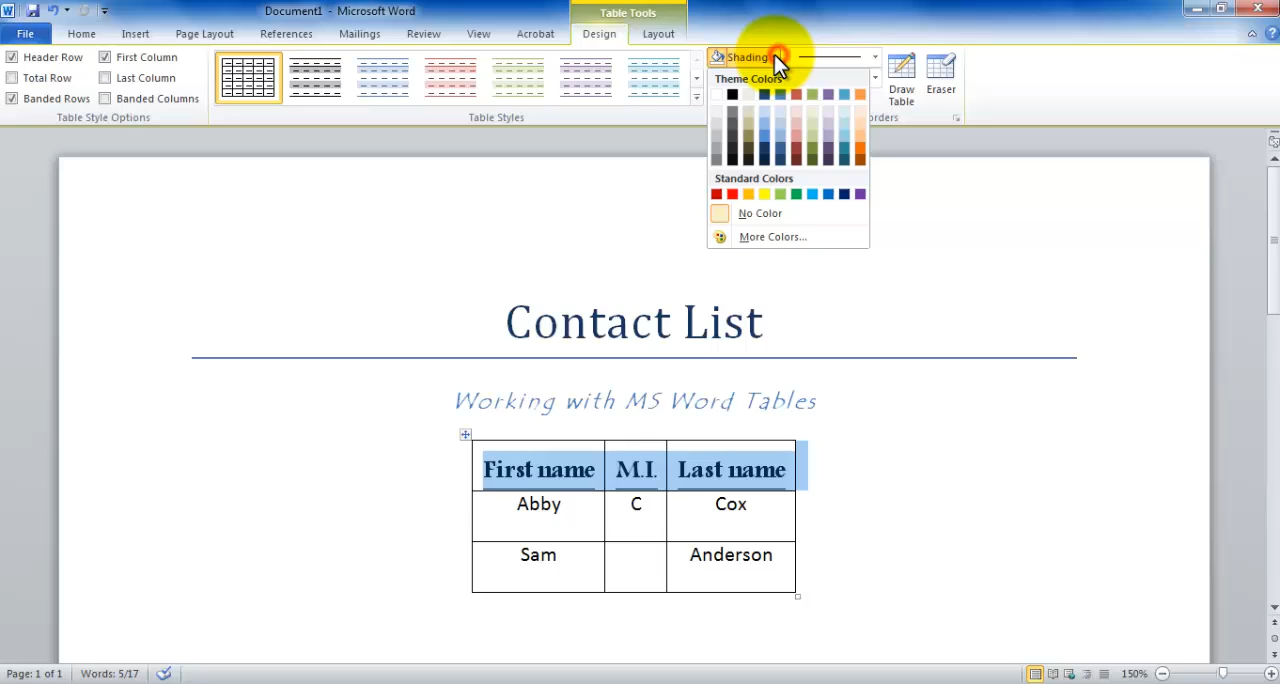 Document1 - Microsoft Word
Table Tools
File Home Insert Page Layout References Mailings Review View Acrobat Design Layout
Header Row First Column
Total Row Last Column
Banded Rows Banded Columns
Table Style Options
Table Styles
Shading
Theme Colors
Standard Colors
No Color
More Colors...
Draw
Table
Eraser
Contact List
Working with MS Word Tables
First name M.I. Last name
Abby C Cox
Sam Anderson
Page: 1 of 1 Words: 5/17 150%